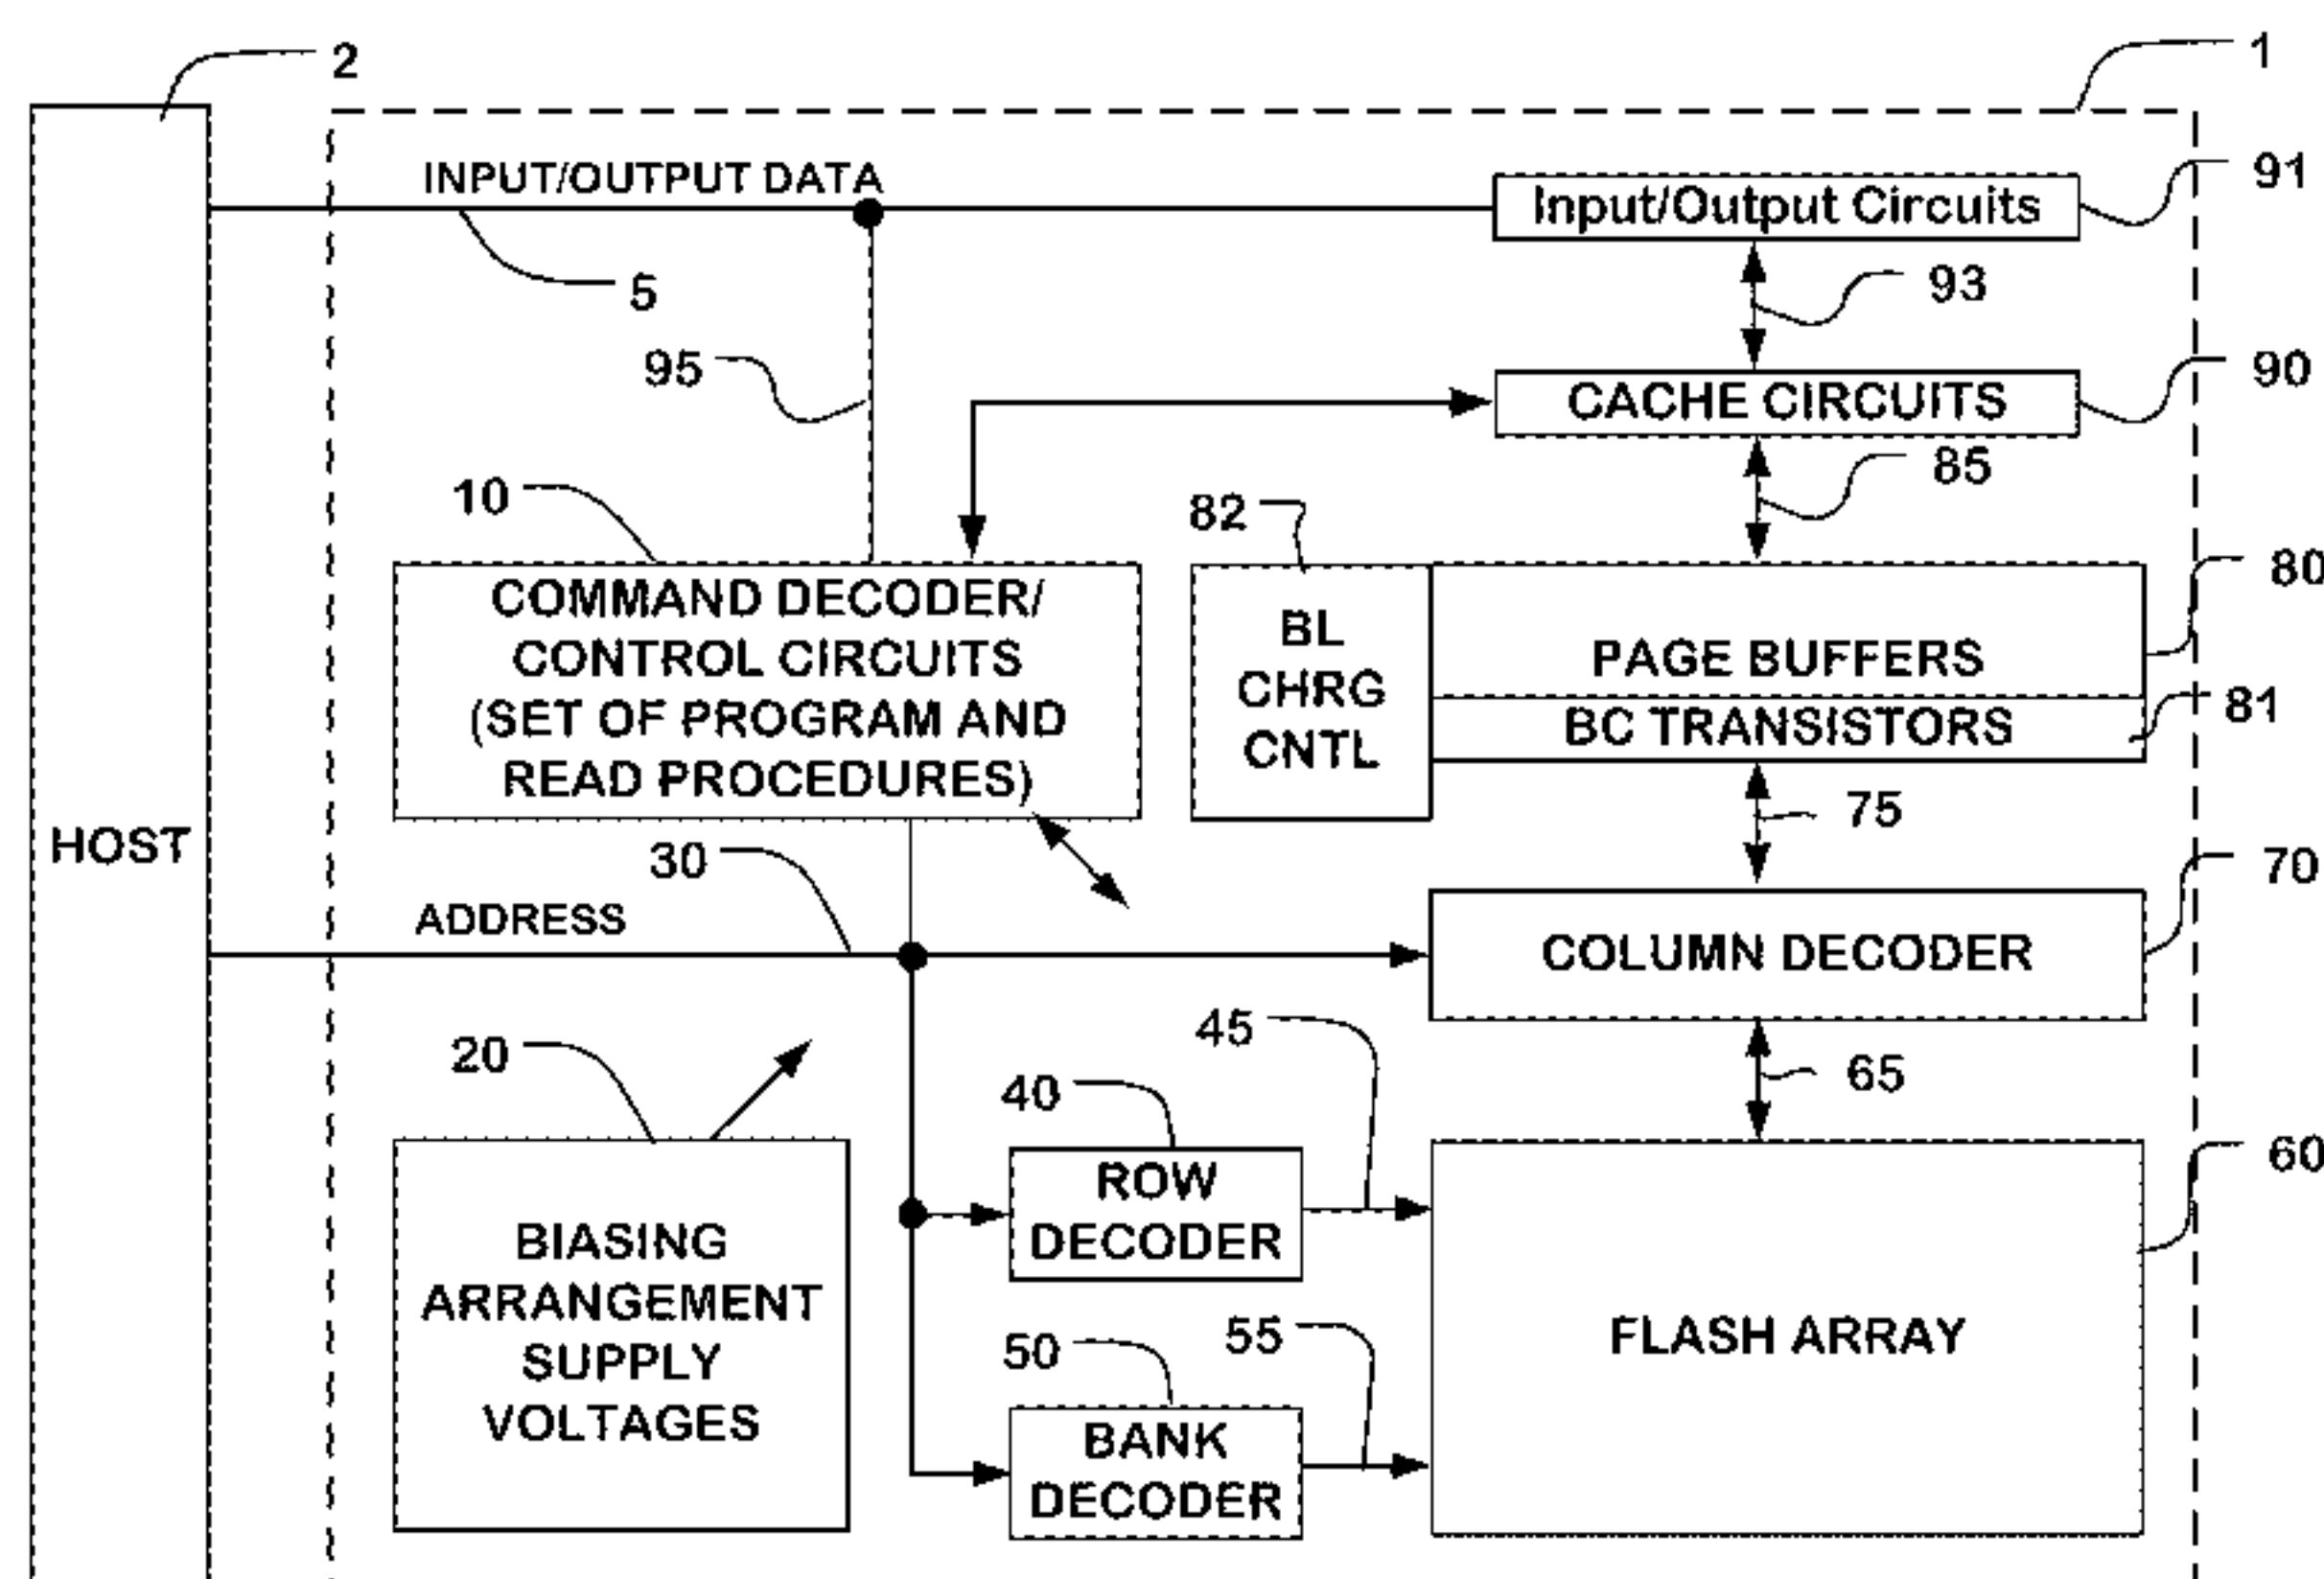 2
1
INPUT/OUTPUT DATA
Input/Output Circuits
91
5
93
95
CACHE CIRCUITS
90
85
10
82
COMMAND DECODER/
CONTROL CIRCUITS
(SET OF PROGRAM AND
READ PROCEDURES)
BL
CHRG
CNTL
PAGE BUFFERS
80
BC TRANSISTORS
81
75
HOST
30
ADDRESS
COLUMN DECODER
70
20
45
65
40
ROW
DECODER
60
BIASING
ARRANGEMENT
SUPPLY
VOLTAGES
50
55
BANK
DECODER
FLASH ARRAY